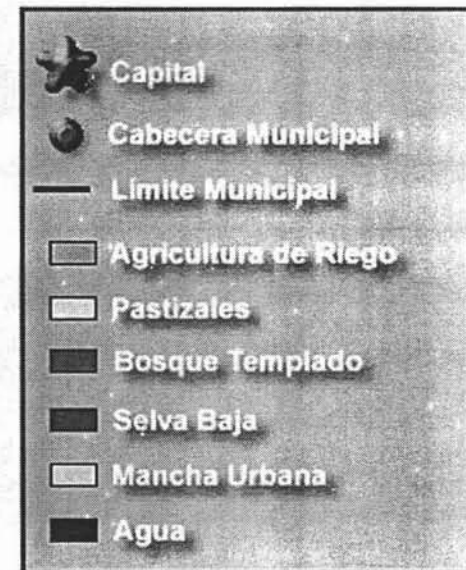 Capital
Cabecera Municipal
Límite Municipal
Agricultura de Riego
Pastizales
Bosque Templado
Selva Baja
Mancha Urbana
Agua